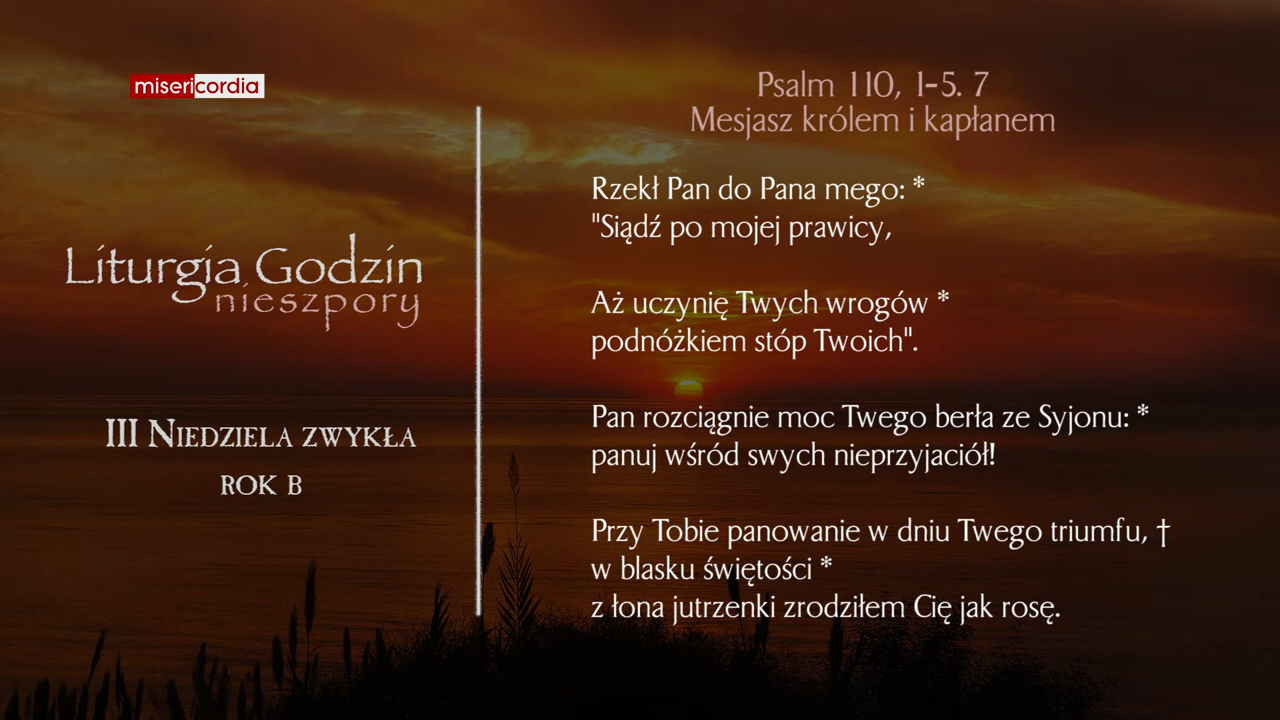 misericordia
Liturgia Godzin
nieszpory
III Niedziela zwykła
rok B
Psalm 110, 1-5. 7
Mesjasz królem i kapłanem
Rzekł Pan do Pana mego: *
"Siądź po mojej prawicy,
Aż uczynię Twych wrogów *
podnóżkiem stóp Twoich".
Pan rozciągnie moc Twego berła ze Syjonu: *
panuj wśród swych nieprzyjaciół!
Przy Tobie panowanie w dniu Twego triumfu, †
w blasku świętości *
z łona jutrzenki zrodziłem Cię jak rosę.